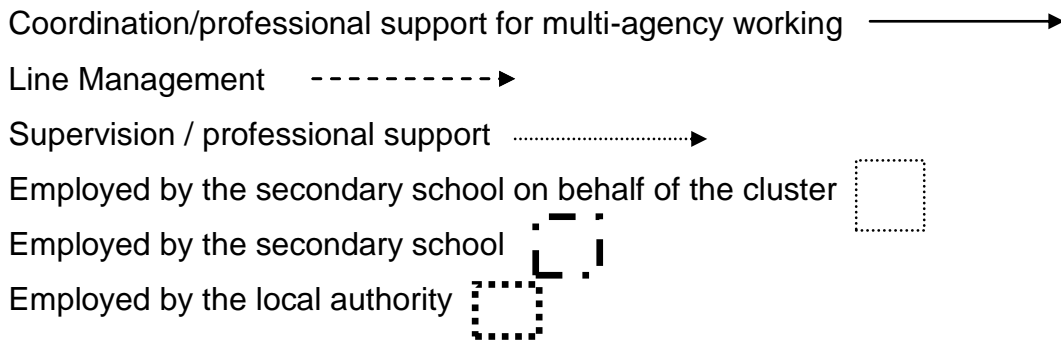 Coordination/professional support for multi-agency working
Line Management
Supervision / professional support
Employed by the secondary school on behalf of the cluster
Employed by the secondary school
Employed by the local authority